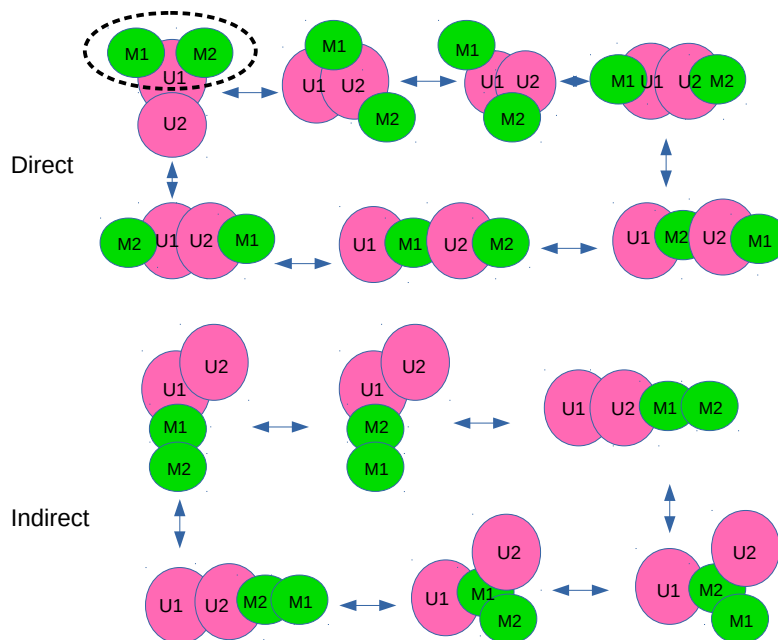 M1 M2
U1
U2
M1
U1 U2
M2
M1
U1 U2
M2
M1 U1 U2 M2
Direct
M2 U1 U2 M1
U1 M1 U2 M2
U1 M2 U2 M1
U2
U1
M1
M2
U2
U1
M2
M1
U1 U2 M1 M2
Indirect
U1 U2 M2 M1
U2
U1 M1
M2
U2
U1 M2
M1